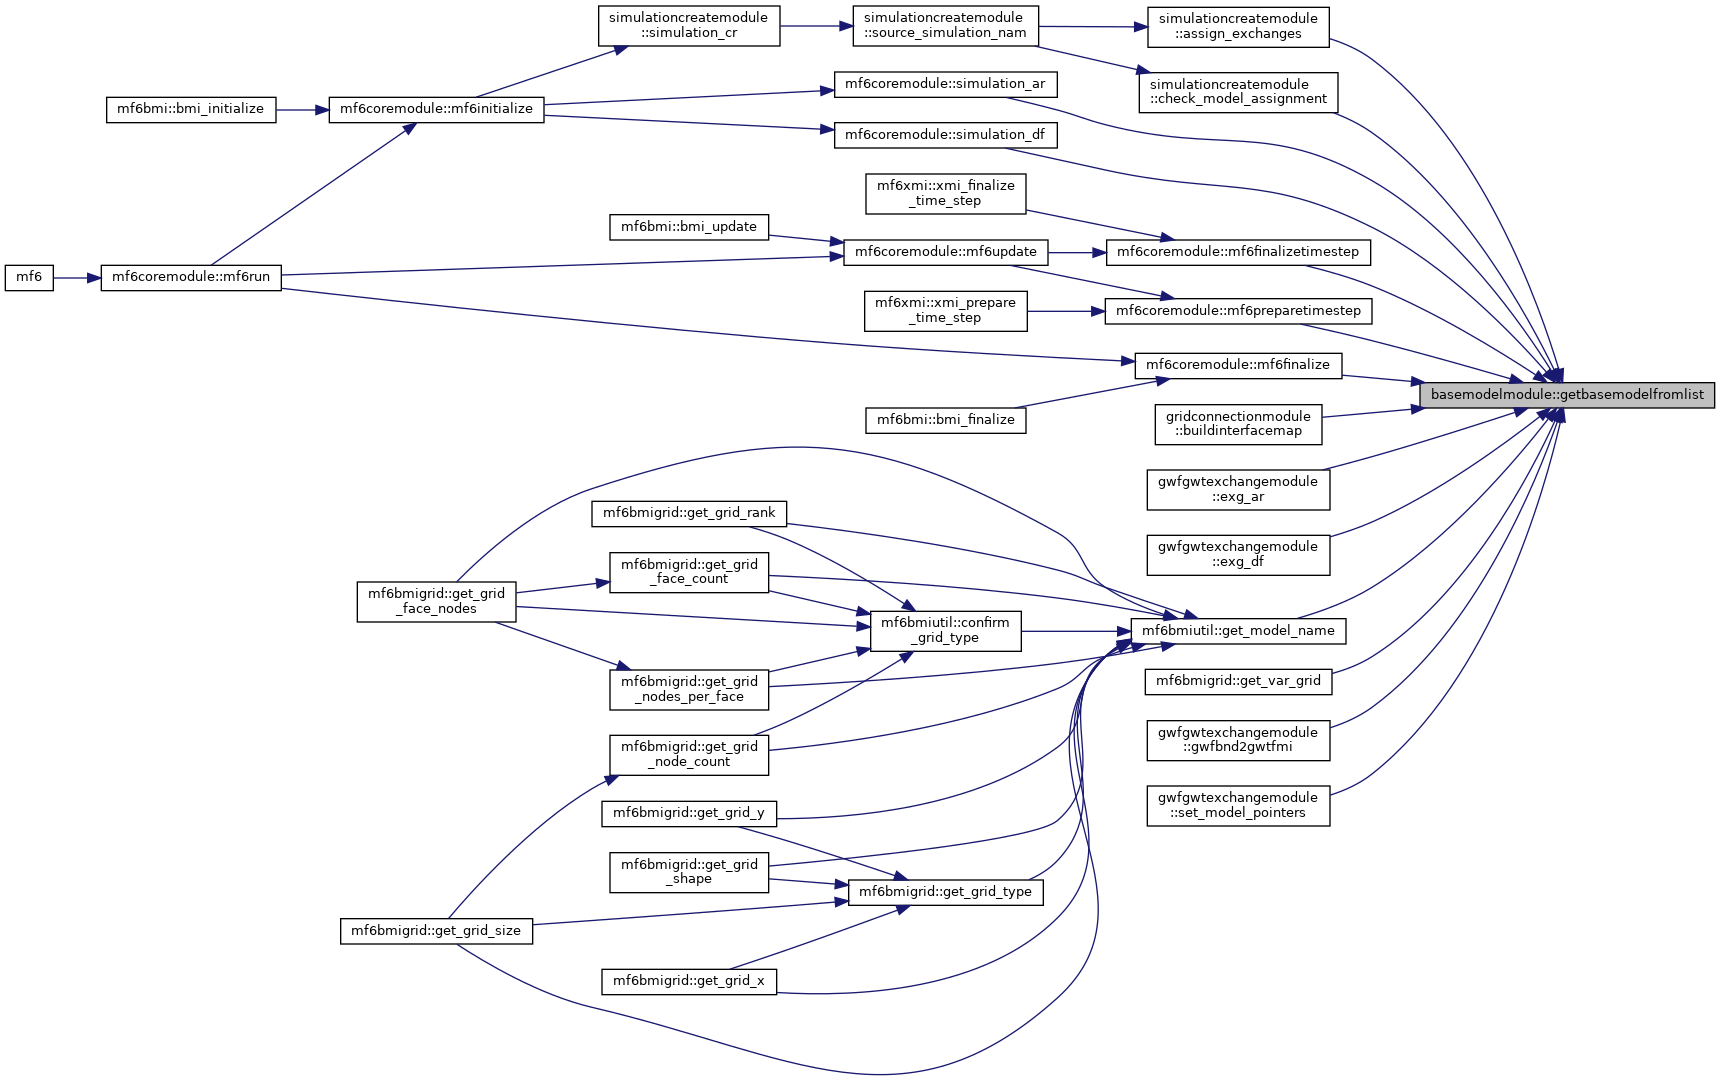 simulationcreatemodule
::simulation_cr
simulationcreatemodule
::source_simulation_nam
simulationcreatemodule
::assign_exchanges
simulationcreatemodule
::check_model_assignment
mf6coremodule::simulation_ar
mf6bmi::bmi_initialize
mf6coremodule::mf6initialize
mf6coremodule::simulation_df
mf6xmi::xmi_finalize
_time_step
mf6bmi::bmi_update
mf6coremodule::mf6update
mf6coremodule::mf6finalizetimestep
mf6
mf6coremodule::mf6run
mf6xmi::xmi_prepare
_time_step
mf6coremodule::mf6preparetimestep
mf6coremodule::mf6finalize
basemodelmodule::getbasemodelfromlist
mf6bmi::bmi_finalize
gridconnectionmodule
::buildinterfacemap
gwfgwtexchangemodule
::exg_ar
mf6bmigrid::get_grid_rank
gwfgwtexchangemodule
::exg_df
mf6bmigrid::get_grid
_face_count
mf6bmigrid::get_grid
_face_nodes
mf6bmiutil::confirm
_grid_type
mf6bmiutil::get_model_name
mf6bmigrid::get_grid
_nodes_per_face
mf6bmigrid::get_var_grid
mf6bmigrid::get_grid
_node_count
gwfgwtexchangemodule
::gwfbnd2gwtfmi
mf6bmigrid::get_grid_y
gwfgwtexchangemodule
::set_model_pointers
mf6bmigrid::get_grid
_shape
mf6bmigrid::get_grid_type
mf6bmigrid::get_grid_size
mf6bmigrid::get_grid_x